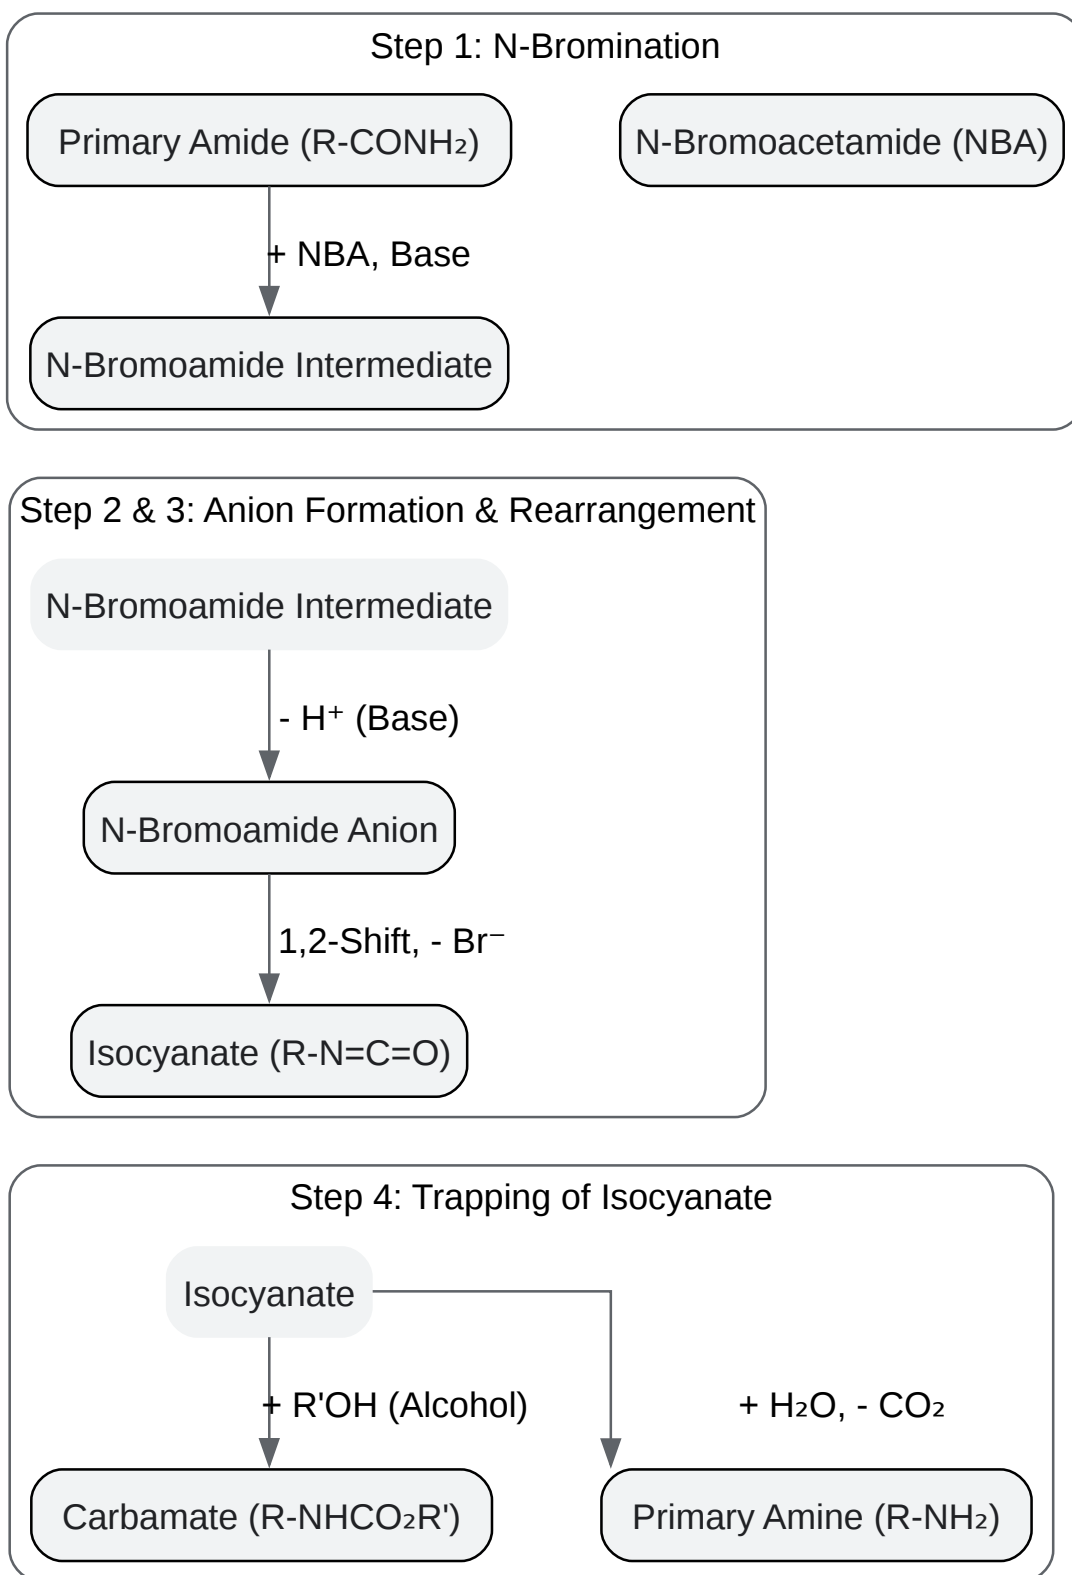 Step 1: N-Bromination
Primary Amide (R-CONH₂)
N-Bromoacetamide (NBA)
+ NBA, Base
N-Bromoamide Intermediate
Step 2 & 3: Anion Formation & Rearrangement
N-Bromoamide Intermediate
- H⁺ (Base)
N-Bromoamide Anion
1,2-Shift, - Br⁻
Isocyanate (R-N=C=O)
Step 4: Trapping of Isocyanate
Isocyanate
+ R'OH (Alcohol)
+ H₂O, - CO₂
Carbamate (R-NHCO₂R')
Primary Amine (R-NH₂)